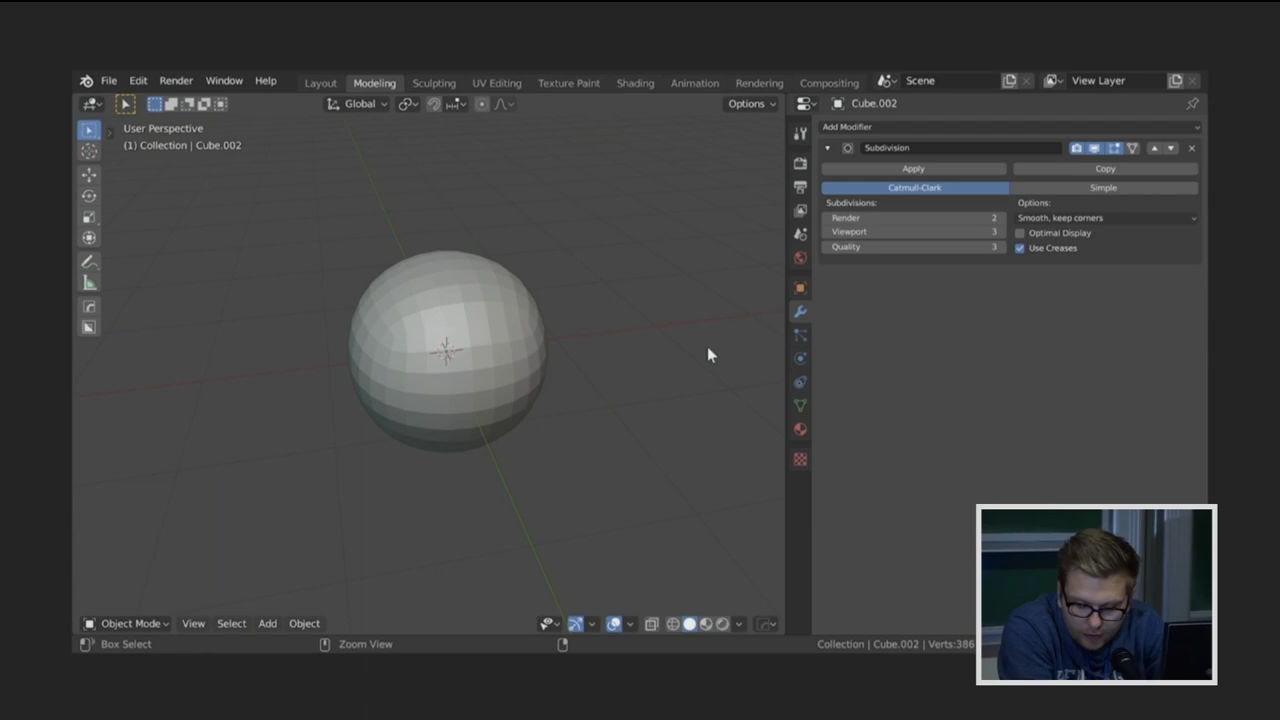 File Edit Render Window Help
Layout Modeling Sculpting UV Editing Texture Paint Shading Animation Rendering Compositing
Scene
View Layer
Global
Options
Cube.002
User Perspective
(1) Collection | Cube.002
Add Modifier
Subdivision
Apply Copy
Catmull-Clark Simple
Subdivisions: Options:
Render 2 Smooth, keep corners
Viewport 3 Optimal Display
Quality 3 Use Creases
Object Mode View Select Add Object
Box Select Zoom View Collection | Cube.002 | Verts:386